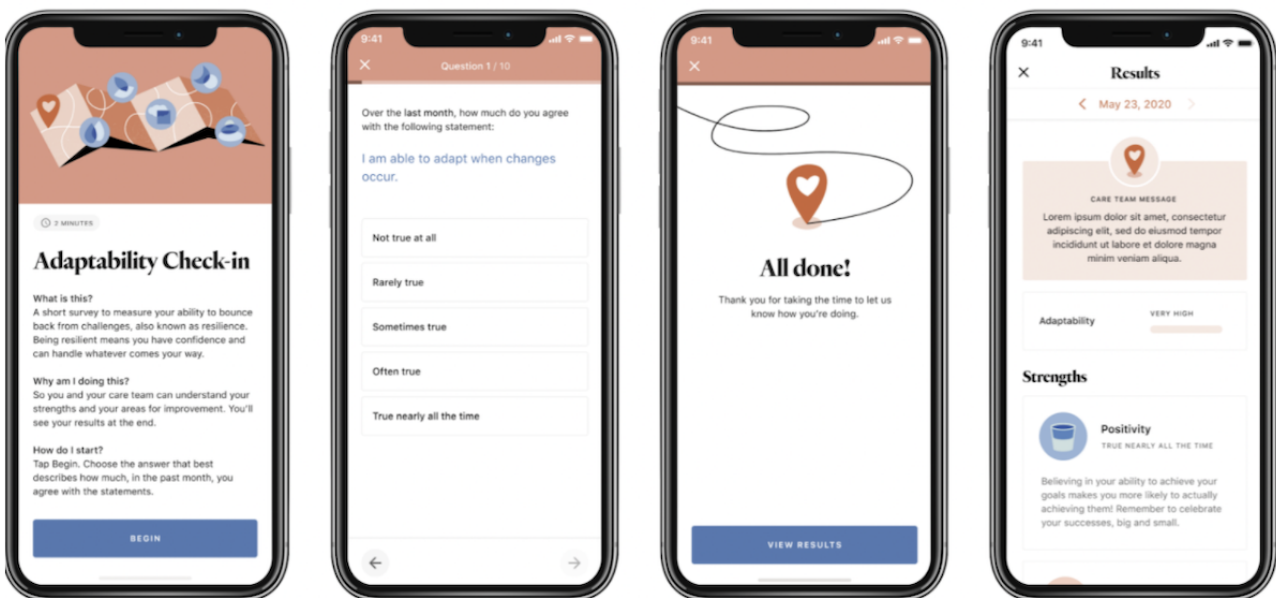 2 MINUTES
Adaptability Check-in
What is this?
A short survey to measure your ability to bounce
back from challenges, also known as resilience.
Being resilient means you have confidence and
can handle whatever comes your way.
Why am I doing this?
So you and your care team can understand your
strengths and your areas for improvement. You'll
see your results at the end.
How do I start?
Tap Begin. Choose the answer that best
describes how much, in the past month, you
agree with the statements.
BEGIN
9:41
Question 1 / 10
Over the last month, how much do you agree
with the following statement:
I am able to adapt when changes
occur.
Not true at all
Rarely true
Sometimes true
Often true
True nearly all the time
9:41
All done!
Thank you for taking the time to let us
know how you're doing.
VIEW RESULTS
9:41
Results
May 23, 2020
CARE TEAM MESSAGE
Lorem ipsum dolor sit amet, consectetur
adipiscing elit, sed do eiusmod tempor
incididunt ut labore et dolore magna
minim veniam aliqua.
Adaptability
VERY HIGH
Strengths
Positivity
TRUE NEARLY ALL THE TIME
Believing in your ability to achieve your
goals makes you more likely to actually
achieving them! Remember to celebrate
your successes, big and small.